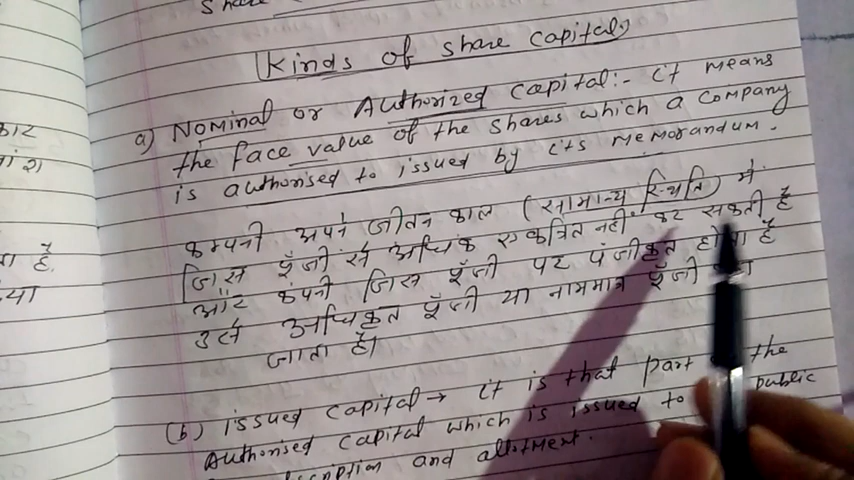 Share
Kinds of share capital
a) Nominal or Authorized capital:- it means
the face value of the shares which a company
is authorised to issued by its memorandum.
कम्पनी अपने जीवन काल (सामान्य स्थिति) में
जिस पूँजी से अधिक एकत्रित नहीं कर सकती है
और कंपनी जिस पूँजी पर पंजीकृत होता है
उसे अधिकृत पूँजी या नाममात्र पूँजी
जाता है।
(b) issued capital → it is that part the
Authorised capital which is issued to public
and allotment.